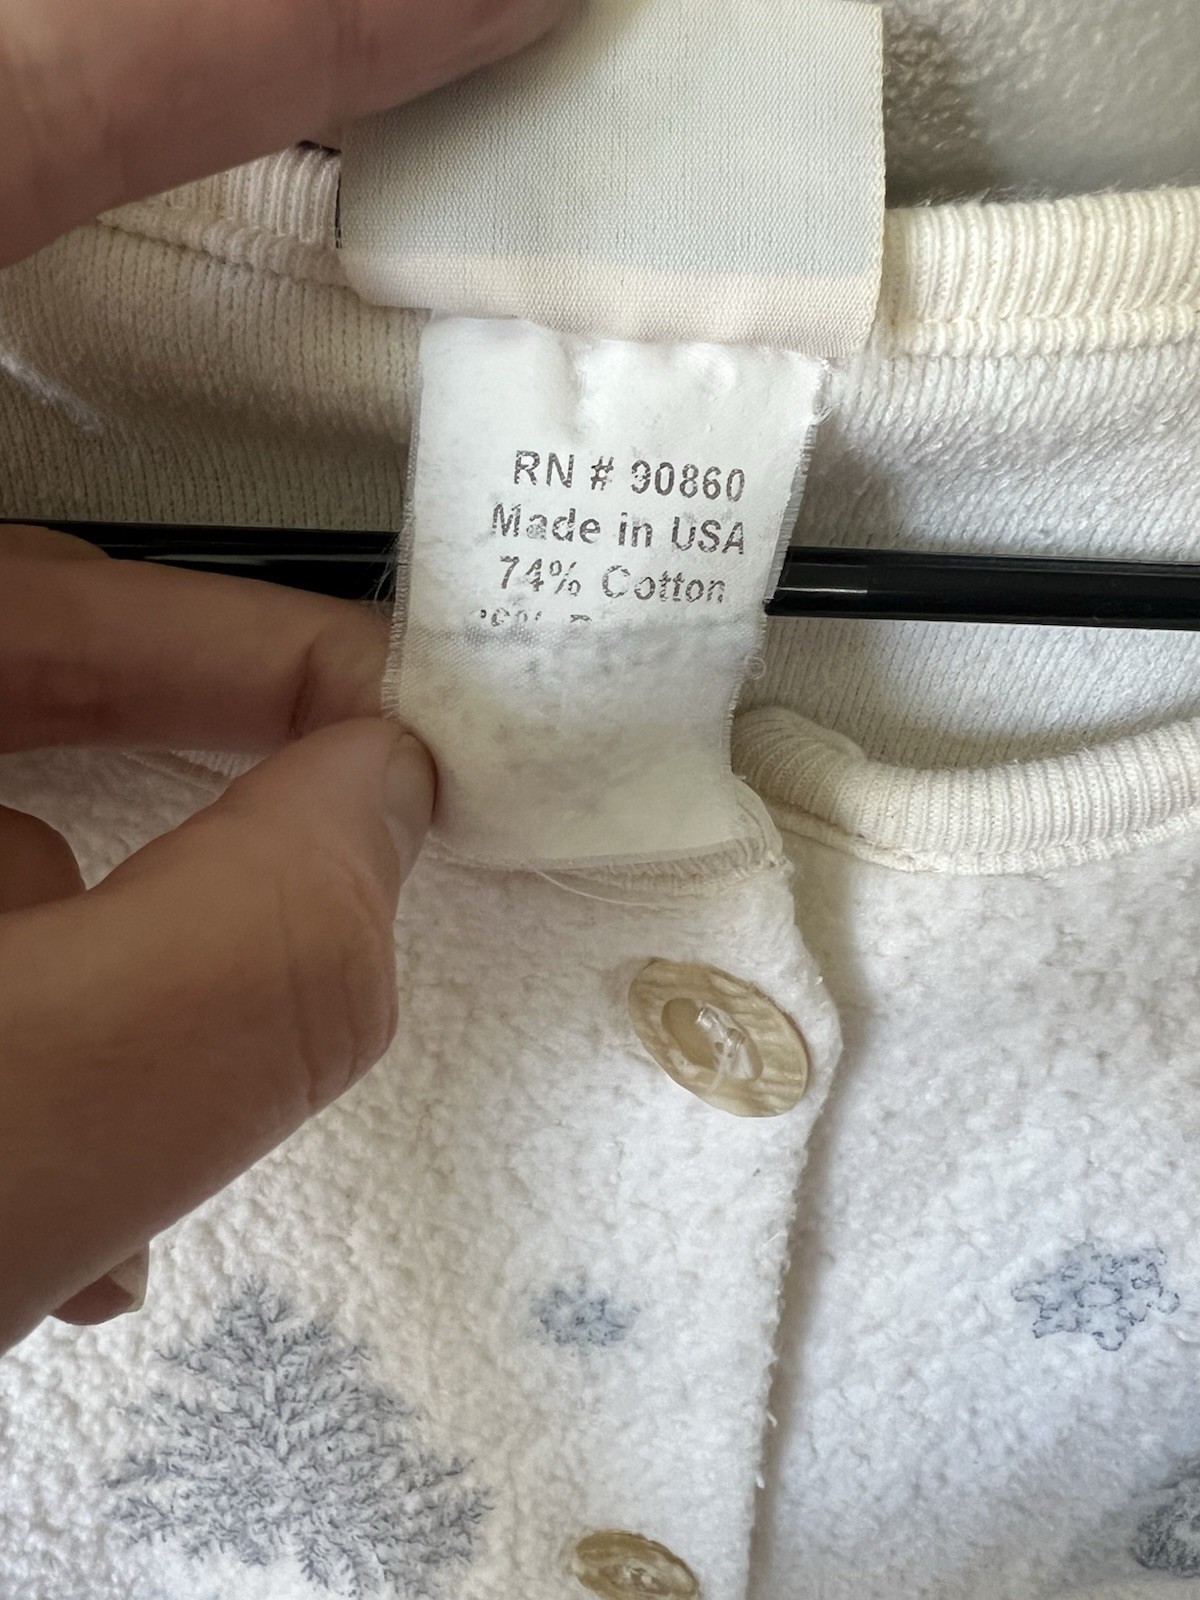 RN # 90860
Made in USA
74% Cotton